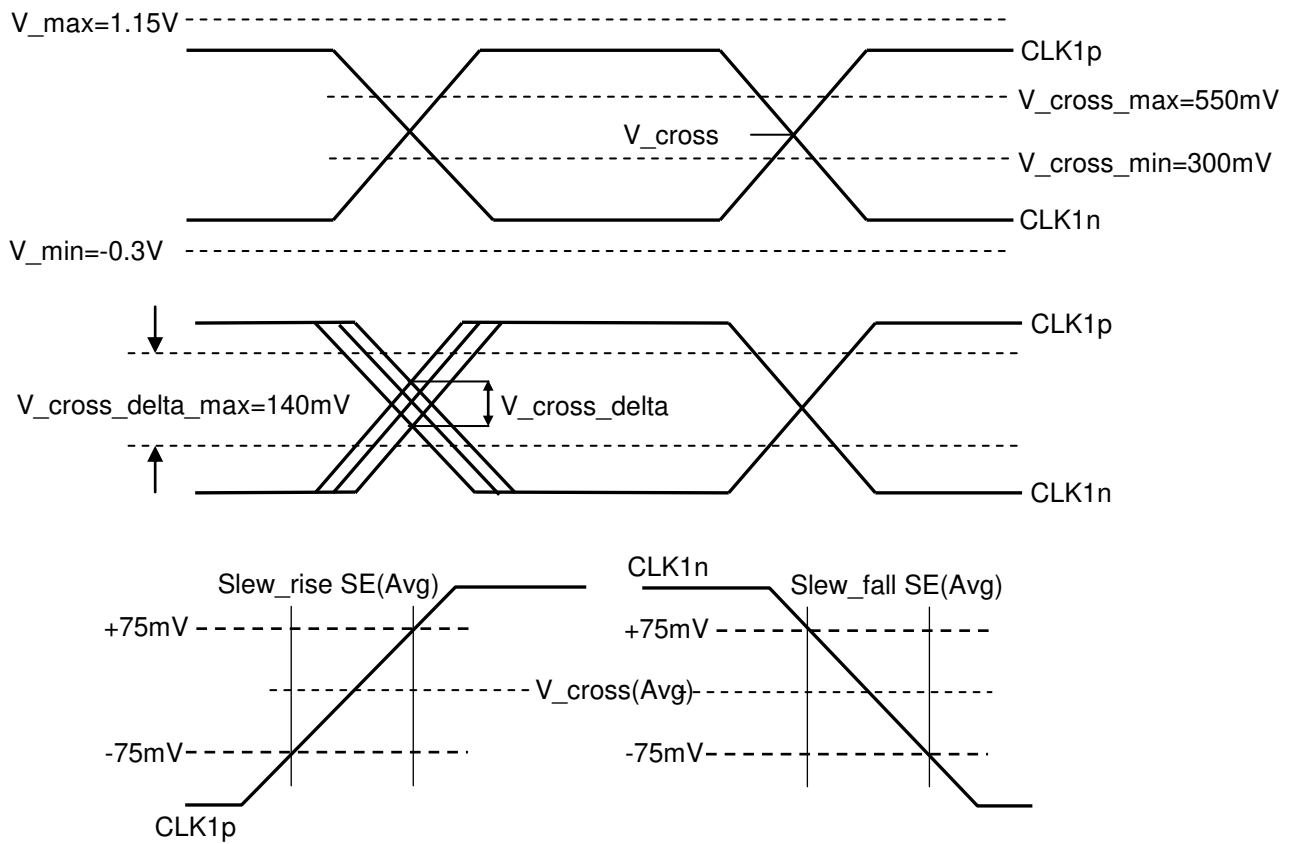 V_max=1.15V
CLK1p
V_cross_max=550mV
V_cross
V_cross_min=300mV
CLK1n
V_min=-0.3V
CLK1p
V_cross_delta_max=140mV
V_cross_delta
CLK1n
CLK1n
Slew_rise SE(Avg)
Slew_fall SE(Avg)
+75mV
+75mV
V_cross(Avg)
-75mV
-75mV
CLK1p